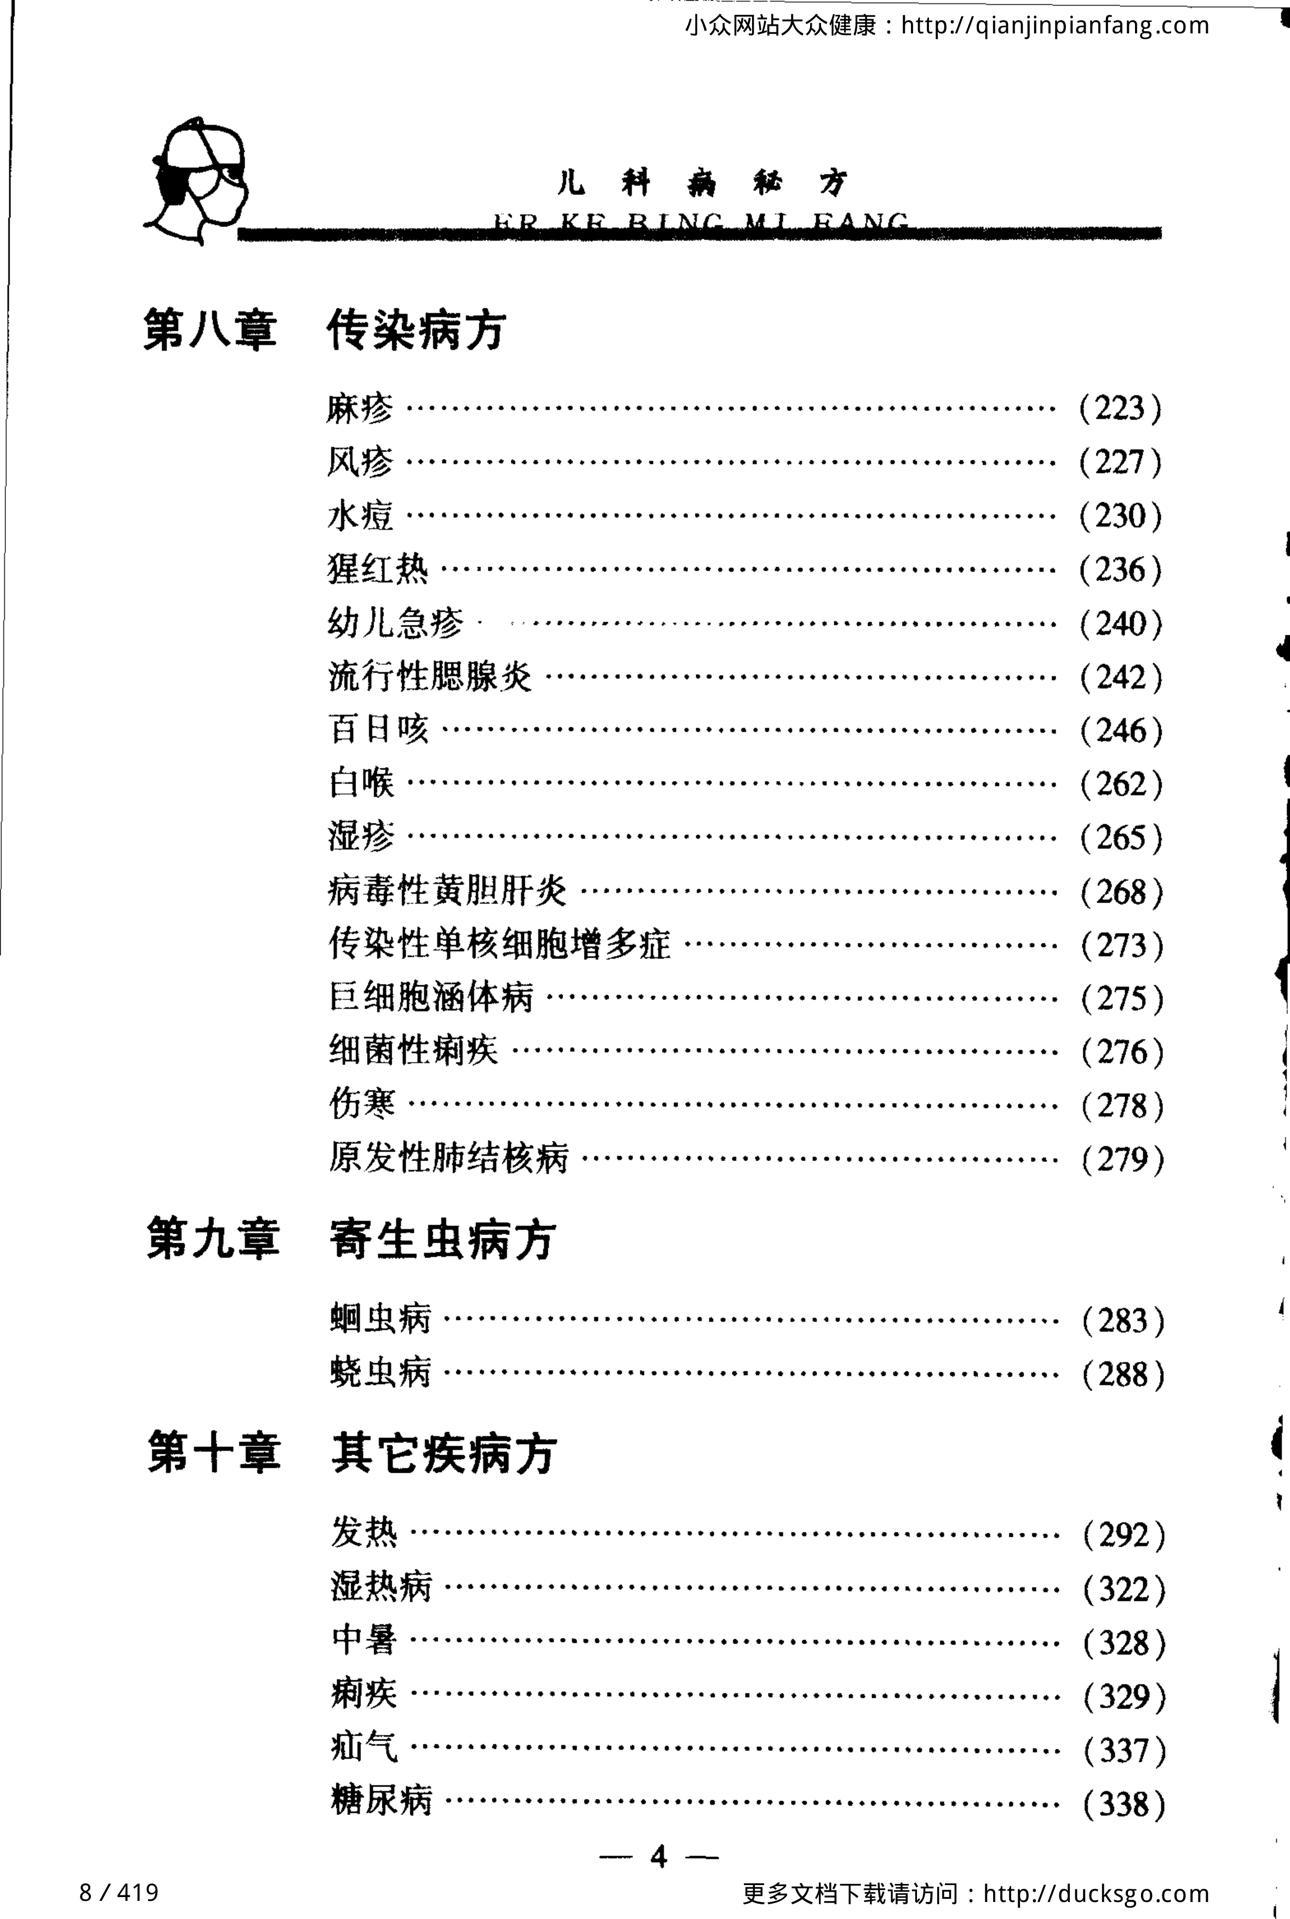 小众网站大众健康：http://qianjinpianfang.com
儿科病秘方
ER KE BING MI FANG
第八章 传染病方
麻疹 …… (223)
风疹 …… (227)
水痘 …… (230)
猩红热 …… (236)
幼儿急疹 …… (240)
流行性腮腺炎 …… (242)
百日咳 …… (246)
白喉 …… (262)
湿疹 …… (265)
病毒性黄胆肝炎 …… (268)
传染性单核细胞增多症 …… (273)
巨细胞涵体病 …… (275)
细菌性痢疾 …… (276)
伤寒 …… (278)
原发性肺结核病 …… (279)
第九章 寄生虫病方
蛔虫病 …… (283)
蛲虫病 …… (288)
第十章 其它疾病方
发热 …… (292)
湿热病 …… (322)
中暑 …… (328)
痢疾 …… (329)
疝气 …… (337)
糖尿病 …… (338)
— 4 —
8 / 419
更多文档下载请访问：http://ducksgo.com